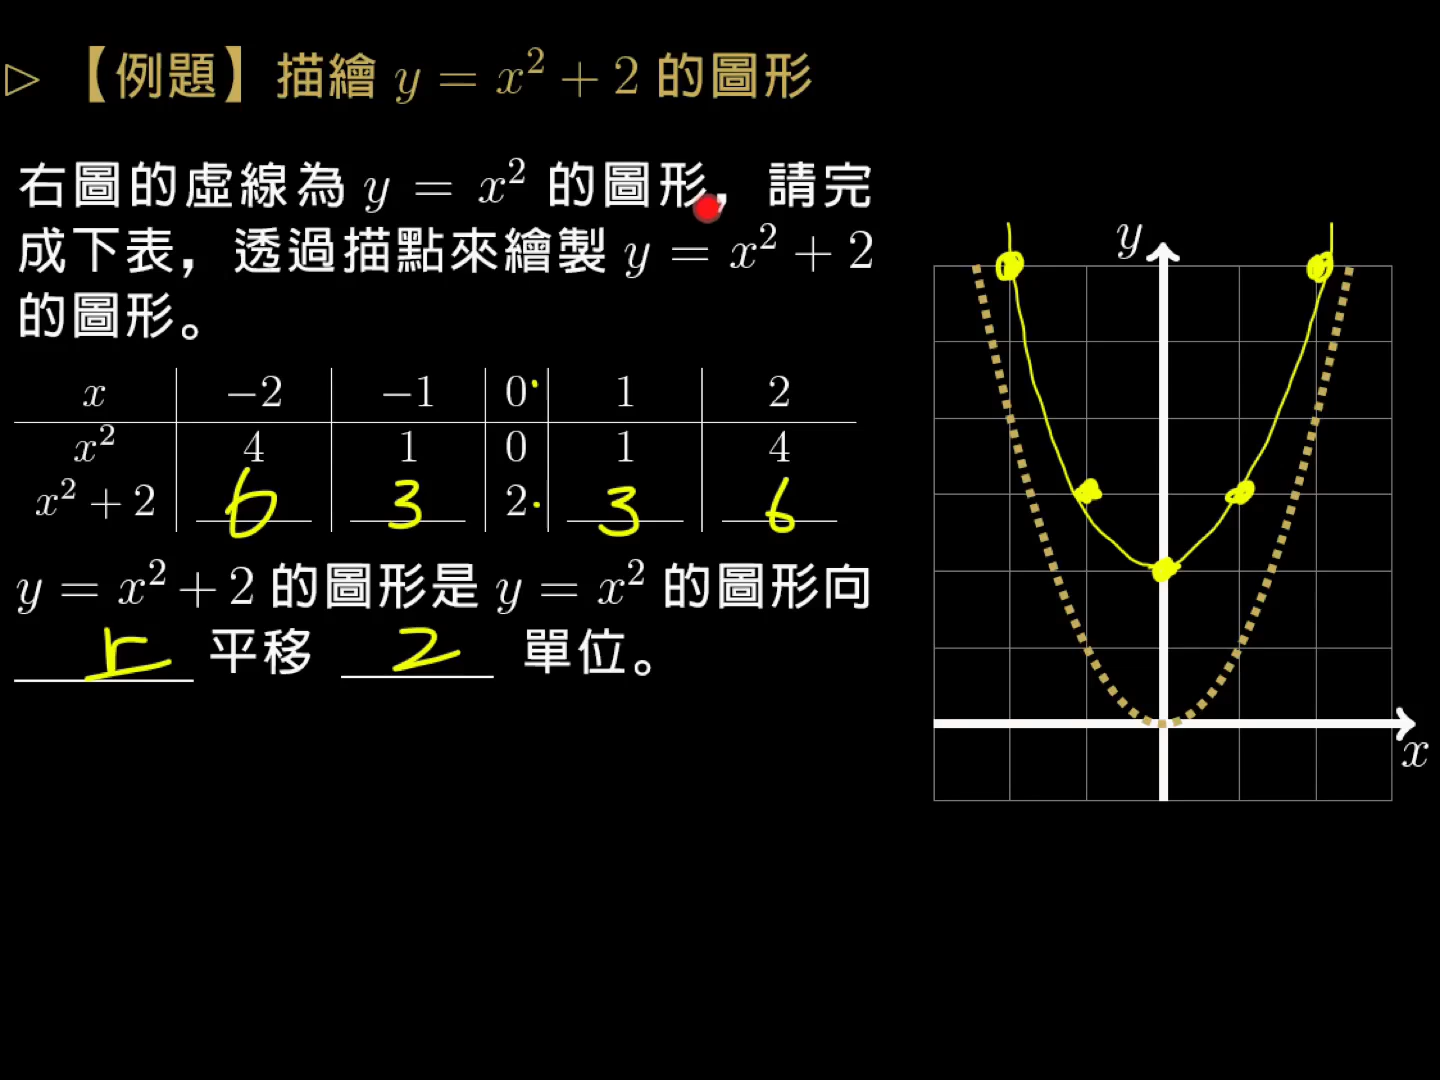 ▷ 【例題】描繪 y = x² + 2 的圖形
右圖的虛線為 y = x² 的圖形，請完
成下表，透過描點來繪製 y = x² + 2
的圖形。
x −2 −1 0 1 2
x² 4 1 0 1 4
x² + 2 6 3 2 3 6
y = x² + 2 的圖形是 y = x² 的圖形向
上 平移 2 單位。
y
x